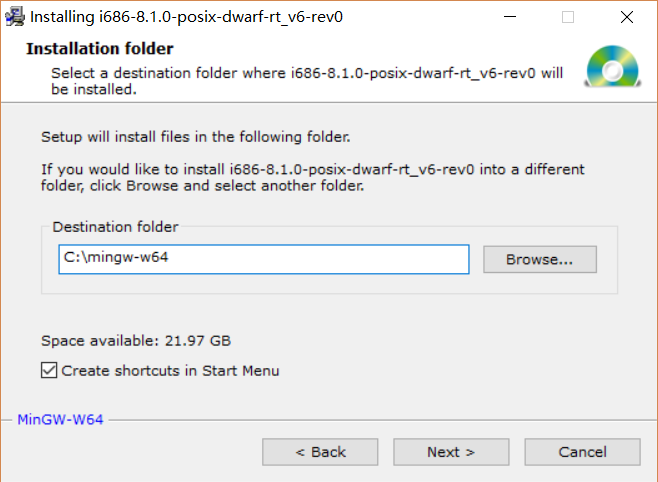 Installing i686-8.1.0-posix-dwarf-rt_v6-rev0
Installation folder
Select a destination folder where i686-8.1.0-posix-dwarf-rt_v6-rev0 will
be installed.
Setup will install files in the following folder.
If you would like to install i686-8.1.0-posix-dwarf-rt_v6-rev0 into a different
folder, click Browse and select another folder.
Destination folder
C:\mingw-w64
Browse...
Space available: 21.97 GB
Create shortcuts in Start Menu
MinGW-W64
< Back
Next >
Cancel